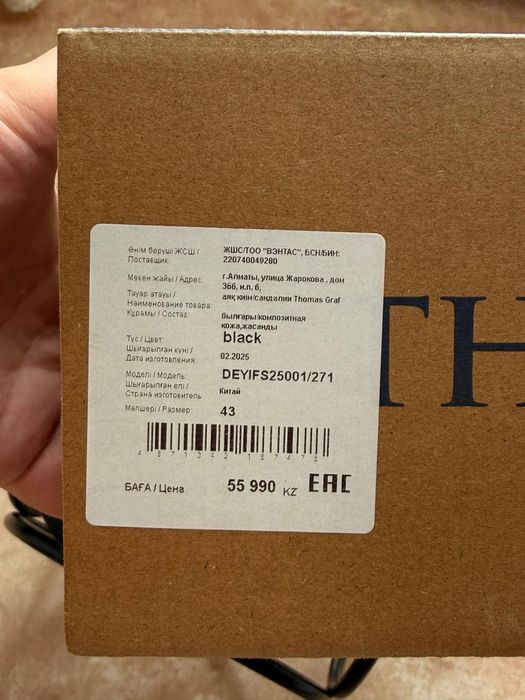 Өнім беруші ЖСШ / ЖШС/ТОО "ВЭНТАС", БСН/БИН:
Поставщик: 220740049280
Мекен жайы / Адрес: г.Алматы, улица Жарокова , дом
366, н.п. 6,
Тауар атауы / аяқ киім/сандалии Thomas Graf
Наименование товара:
Құрамы / Состав: былғары/композитная
кожа,жасанды
Түс / Цвет: black
Шығарылған күні /
Дата изготовления: 02.2025
Моделі / Модель: DEYIFS25001/271
Шығарылған елі /
Страна изготовитель Китай
Мөлшері / Размер: 43
БАҒА / Цена 55 990 KZ EAC
TH